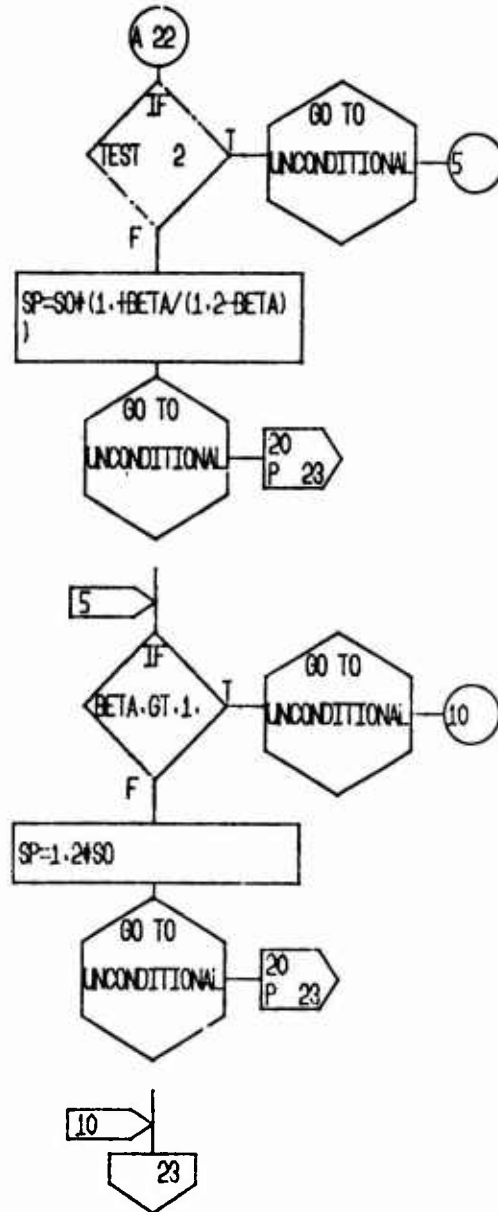 A 22
IF
TEST 2
T
GO TO
UNCONDITIONAL
5
F
SP=SO*(1.+BETA/(1.2-BETA)
)
GO TO
UNCONDITIONAL
20
P 23
5
IF
BETA.GT.1.
T
GO TO
UNCONDITIONAL
10
F
SP=1.2*SO
GO TO
UNCONDITIONAL
20
P 23
10
23